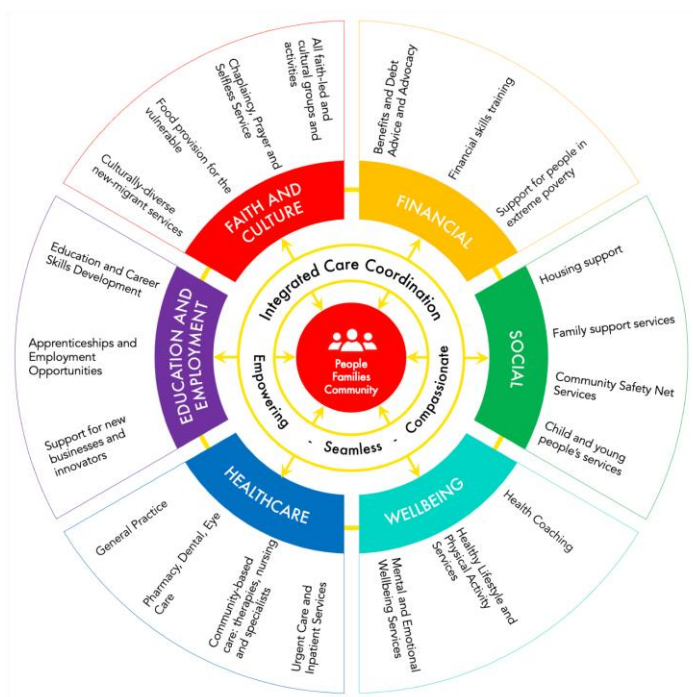 People
Families
Community
Integrated Care Coordination
Empowering - Seamless - Compassionate
FAITH AND
CULTURE
Culturally-diverse
new-migrant services
Food provision for the
vulnerable
Chaplaincy, Prayer and
Selfless Service
All faith-led and
cultural groups and
activities
FINANCIAL
Benefits and Debt
Advice and Advocacy
Financial skills training
Support for people in
extreme poverty
SOCIAL
Housing support
Family support services
Community Safety Net
Services
Child and young
people's services
WELLBEING
Health Coaching
Healthy Lifestyle and
Physical Activity
Services
Mental and Emotional
Wellbeing Services
HEALTHCARE
Urgent Care and
Inpatient Services
Community-based
care: therapies, nursing
and specialists
Pharmacy, Dental, Eye
Care
General Practice
EDUCATION AND
EMPLOYMENT
Support for new
businesses and
innovators
Apprenticeships and
Employment
Opportunities
Education and Career
Skills Development